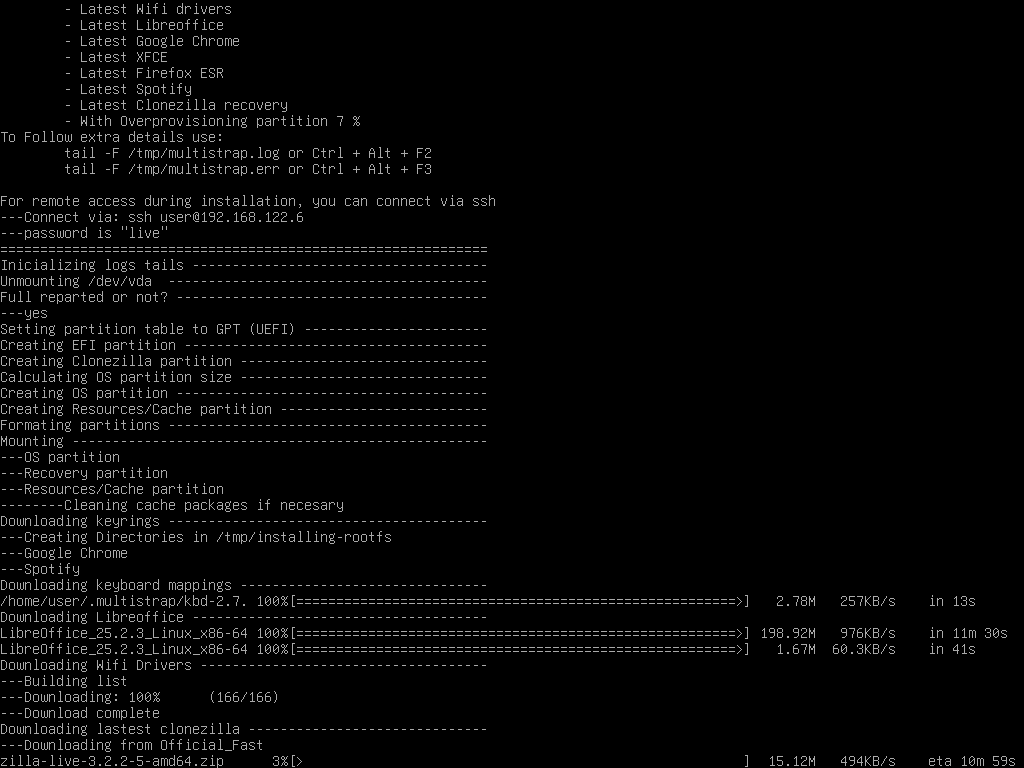 - Latest Wifi drivers
        - Latest Libreoffice
        - Latest Google Chrome
        - Latest XFCE
        - Latest Firefox ESR
        - Latest Spotify
        - Latest Clonezilla recovery
        - With Overprovisioning partition 7 %
To Follow extra details use:
        tail -F /tmp/multistrap.log or Ctrl + Alt + F2
        tail -F /tmp/multistrap.err or Ctrl + Alt + F3

For remote access during installation, you can connect via ssh
---Connect via: ssh user@192.168.122.6
---password is "live"
=============================================================
Inicializing logs tails -------------------------------------
Unmounting /dev/vda  ----------------------------------------
Full reparted or not? ---------------------------------------
---yes
Setting partition table to GPT (UEFI) -----------------------
Creating EFI partition --------------------------------------
Creating Clonezilla partition -------------------------------
Calculating OS partition size -------------------------------
Creating OS partition ---------------------------------------
Creating Resources/Cache partition --------------------------
Formating partitions ----------------------------------------
Mounting ----------------------------------------------------
---OS partition
---Recovery partition
---Resources/Cache partition
--------Cleaning cache packages if necesary
Downloading keyrings ----------------------------------------
---Creating Directories in /tmp/installing-rootfs
---Google Chrome
---Spotify
Downloading keyboard mappings -------------------------------
/home/user/.multistrap/kbd-2.7. 100%[=======================================================>]   2.78M   257KB/s    in 13s
Downloading Libreoffice -------------------------------------
LibreOffice_25.2.3_Linux_x86-64 100%[=======================================================>] 198.92M   976KB/s    in 11m 30s
LibreOffice_25.2.3_Linux_x86-64 100%[=======================================================>]   1.67M  60.3KB/s    in 41s
Downloading Wifi Drivers ------------------------------------
---Building list
---Downloading: 100%      (166/166)
---Download complete
Downloading lastest clonezilla ------------------------------
---Downloading from Official_Fast
zilla-live-3.2.2-5-amd64.zip      3%[>                                                       ]  15.12M   494KB/s    eta 10m 59s